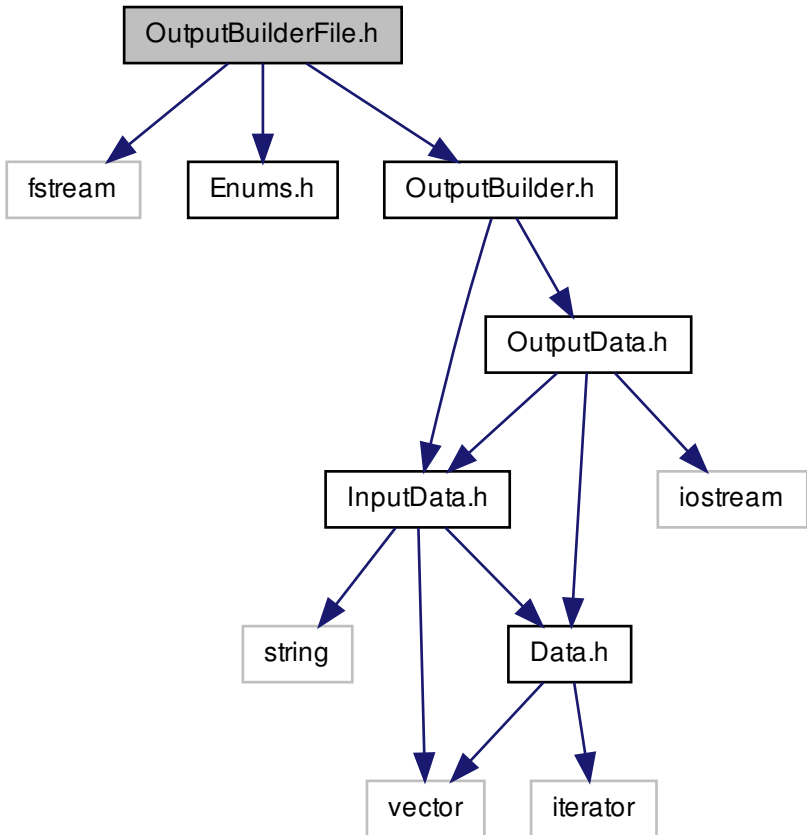 OutputBuilderFile.h
fstream
Enums.h
OutputBuilder.h
OutputData.h
InputData.h
iostream
string
Data.h
vector
iterator